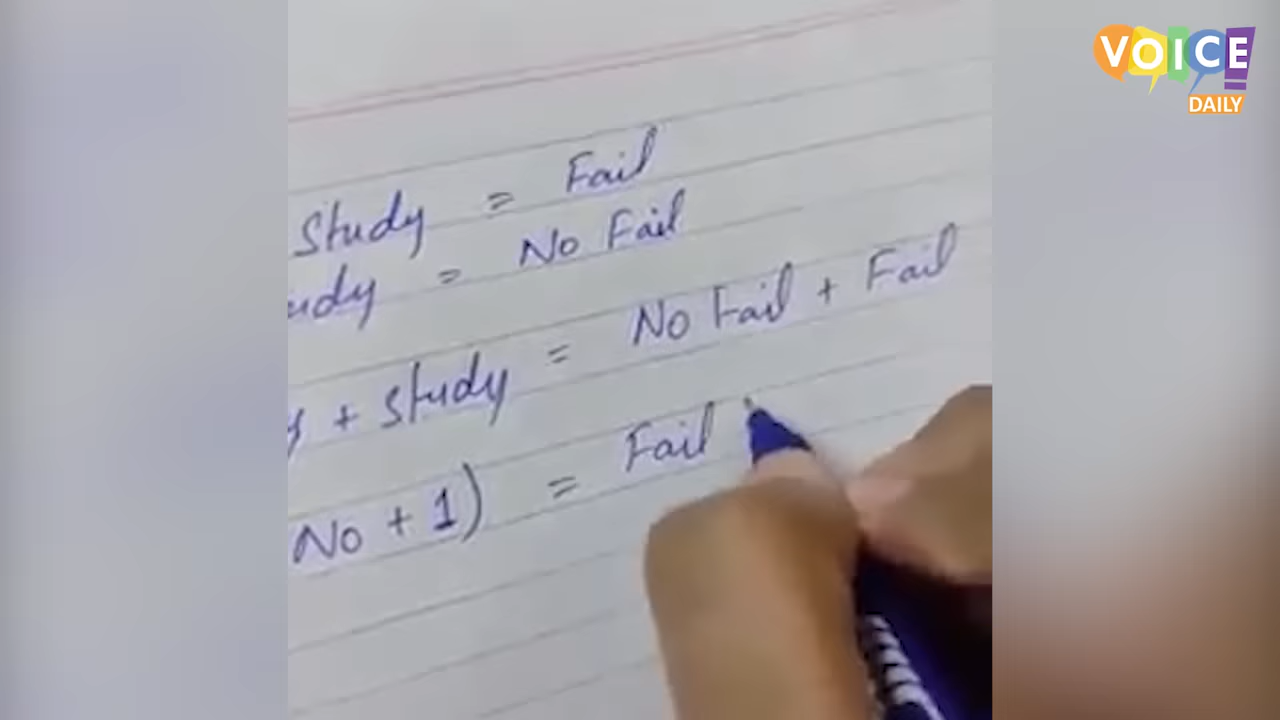 VOICE!
DAILY
Study = Fail
udy = No Fail
+ study = No Fail + Fail
No + 1) = Fail